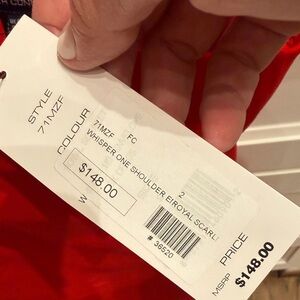 STYLE
71MZF
COLOUR
71MZF FC
WHISPER ONE SHOULDER E|ROYAL SCARL
2
$148.00
W
# 36520
PRICE
MSRP $148.00